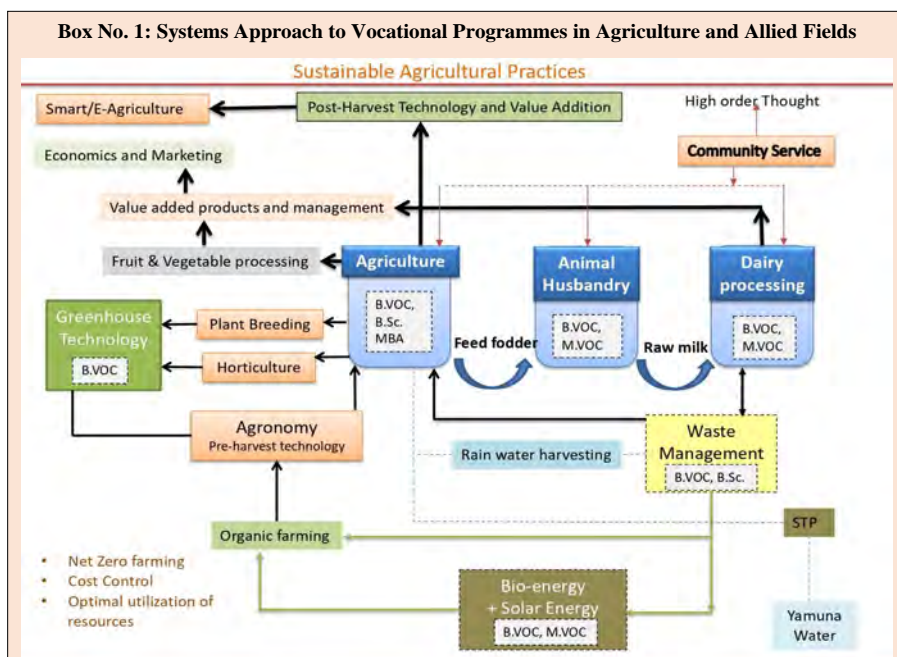 Box No. 1: Systems Approach to Vocational Programmes in Agriculture and Allied Fields
Sustainable Agricultural Practices
Smart/E-Agriculture
Post-Harvest Technology and Value Addition
High order Thought
Economics and Marketing
Community Service
Value added products and management
Fruit & Vegetable processing
Agriculture
B.VOC,
B.Sc.
MBA
Animal
Husbandry
B.VOC,
M.VOC
Dairy
processing
B.VOC,
M.VOC
Greenhouse
Technology
B.VOC
Plant Breeding
Horticulture
Feed fodder
Raw milk
Agronomy
Pre-harvest technology
Rain water harvesting
Waste
Management
B.VOC, B.Sc.
STP
Organic farming
• Net Zero farming
• Cost Control
• Optimal utilization of
resources
Bio-energy
+ Solar Energy
B.VOC, M.VOC
Yamuna
Water